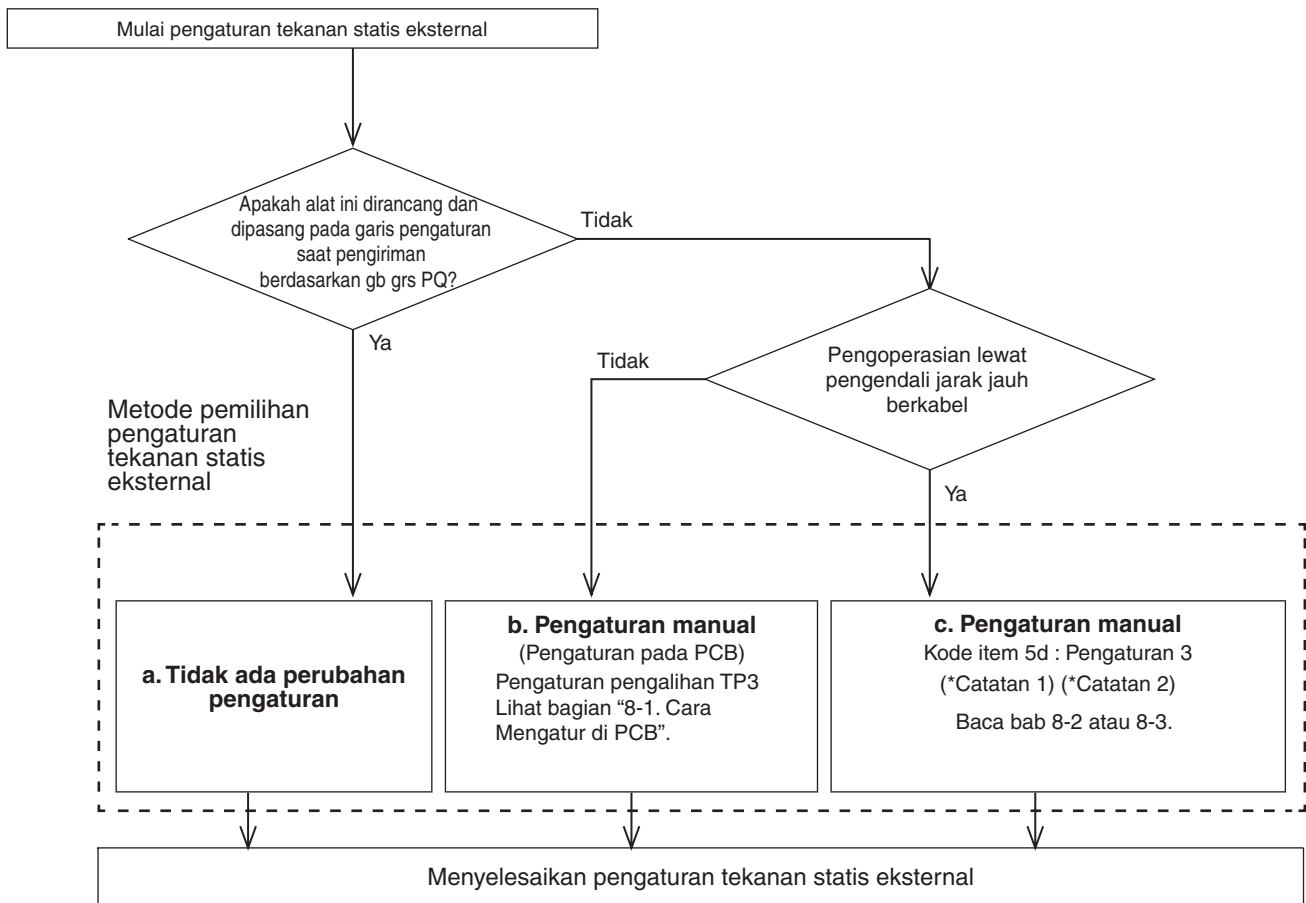 Mulai pengaturan tekanan statis eksternal
Apakah alat ini dirancang dan
dipasang pada garis pengaturan
saat pengiriman
berdasarkan gb grs PQ?
Tidak
Ya
Pengoperasian lewat
pengendali jarak jauh
berkabel
Tidak
Ya
Metode pemilihan
pengaturan
tekanan statis
eksternal
a. Tidak ada perubahan
pengaturan
b. Pengaturan manual
(Pengaturan pada PCB)
Pengaturan pengalihan TP3
Lihat bagian “8-1. Cara
Mengatur di PCB”.
c. Pengaturan manual
Kode item 5d : Pengaturan 3
(*Catatan 1) (*Catatan 2)
Baca bab 8-2 atau 8-3.
Menyelesaikan pengaturan tekanan statis eksternal